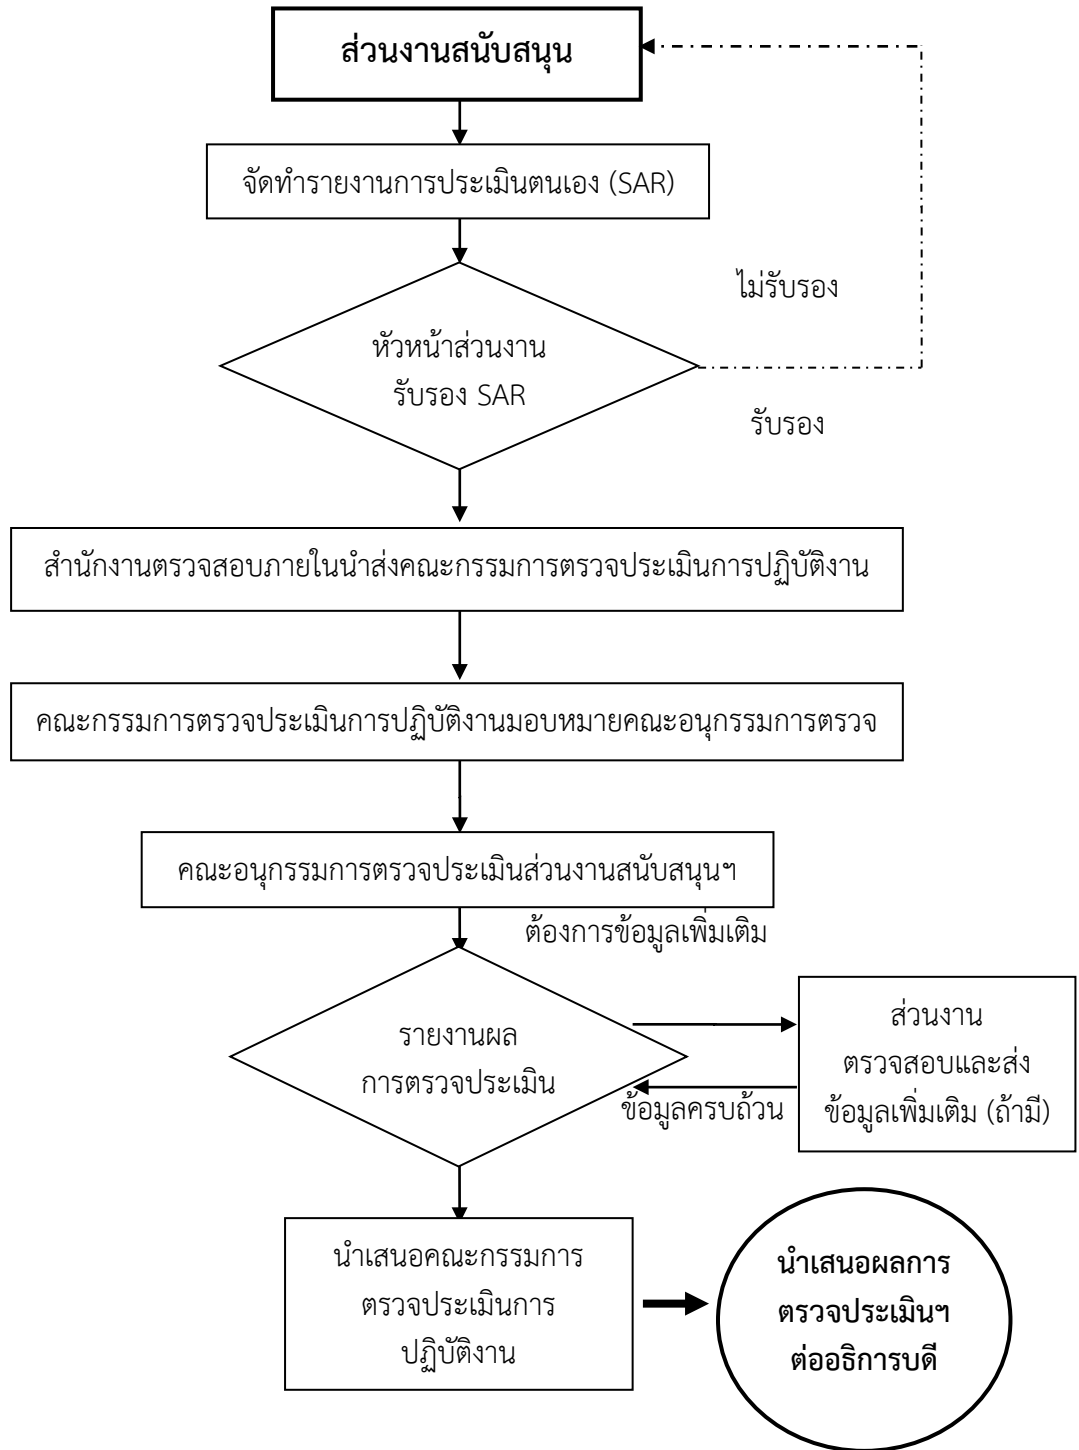 ส่วนงานสนับสนุน
จัดทำรายงานการประเมินตนเอง (SAR)
ไม่รับรอง
หัวหน้าส่วนงาน
รับรอง SAR
รับรอง
สำนักงานตรวจสอบภายในนำส่งคณะกรรมการตรวจประเมินการปฏิบัติงาน
คณะกรรมการตรวจประเมินการปฏิบัติงานมอบหมายคณะอนุกรรมการตรวจ
คณะอนุกรรมการตรวจประเมินส่วนงานสนับสนุนฯ
ต้องการข้อมูลเพิ่มเติม
รายงานผล
การตรวจประเมิน
ส่วนงาน
ตรวจสอบและส่ง
ข้อมูลเพิ่มเติม (ถ้ามี)
ข้อมูลครบถ้วน
นำเสนอคณะกรรมการ
ตรวจประเมินการ
ปฏิบัติงาน
นำเสนอผลการ
ตรวจประเมินฯ
ต่ออธิการบดี